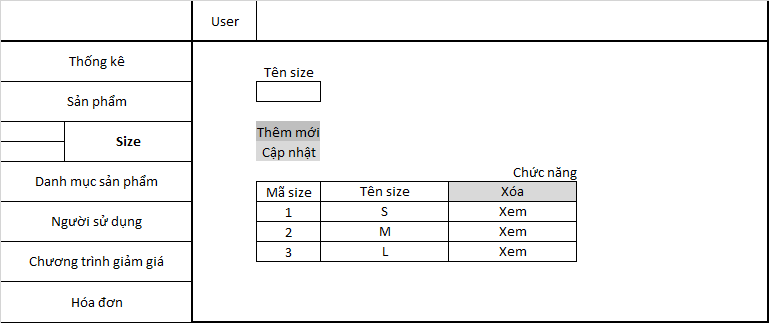 User
Thống kê
Sản phẩm
Size
Danh mục sản phẩm
Người sử dụng
Chương trình giảm giá
Hóa đơn
Tên size
Thêm mới
Cập nhật
Chức năng
Mã size Tên size Xóa
1 S Xem
2 M Xem
3 L Xem